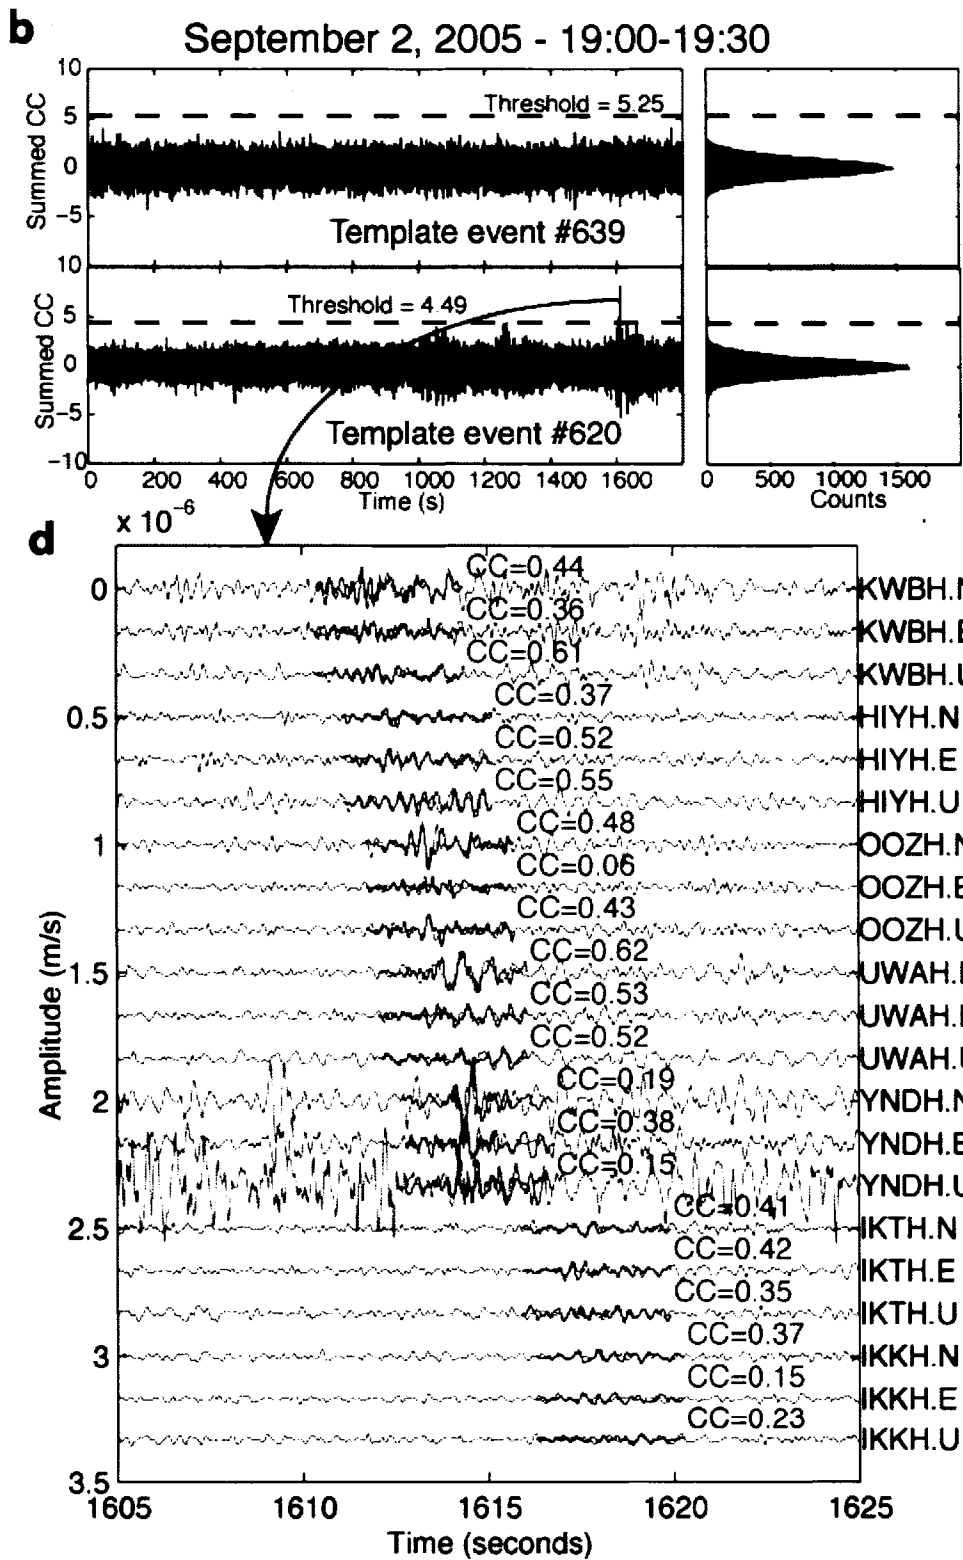 b
September 2, 2005 - 19:00-19:30
10
5
0
-5
10
Summed CC
Threshold = 5.25
Template event #639
5
0
-5
-10
Summed CC
Threshold = 4.49
Template event #620
0 200 400 600 800 1000 1200 1400 1600
Time (s)
0 500 1000 1500
Counts
d
x 10-6
CC=0.44 KWBH.N
CC=0.36 KWBH.E
CC=0.61 KWBH.U
CC=0.37 HIYH.N
CC=0.52 HIYH.E
CC=0.55 HIYH.U
CC=0.48 OOZH.N
CC=0.06 OOZH.E
CC=0.43 OOZH.U
CC=0.62 UWAH.
CC=0.53 UWAH.
CC=0.52 UWAH.U
CC=0.19 YNDH.N
CC=0.38 YNDH.E
CC=0.15 YNDH.U
CC=0.41 IKTH.N
CC=0.42 IKTH.E
CC=0.35 IKTH.U
CC=0.37 IKKH.N
CC=0.15 IKKH.E
CC=0.23 IKKH.U
0
0.5
1
1.5
2
2.5
3
3.5
Amplitude (m/s)
1605 1610 1615 1620 1625
Time (seconds)